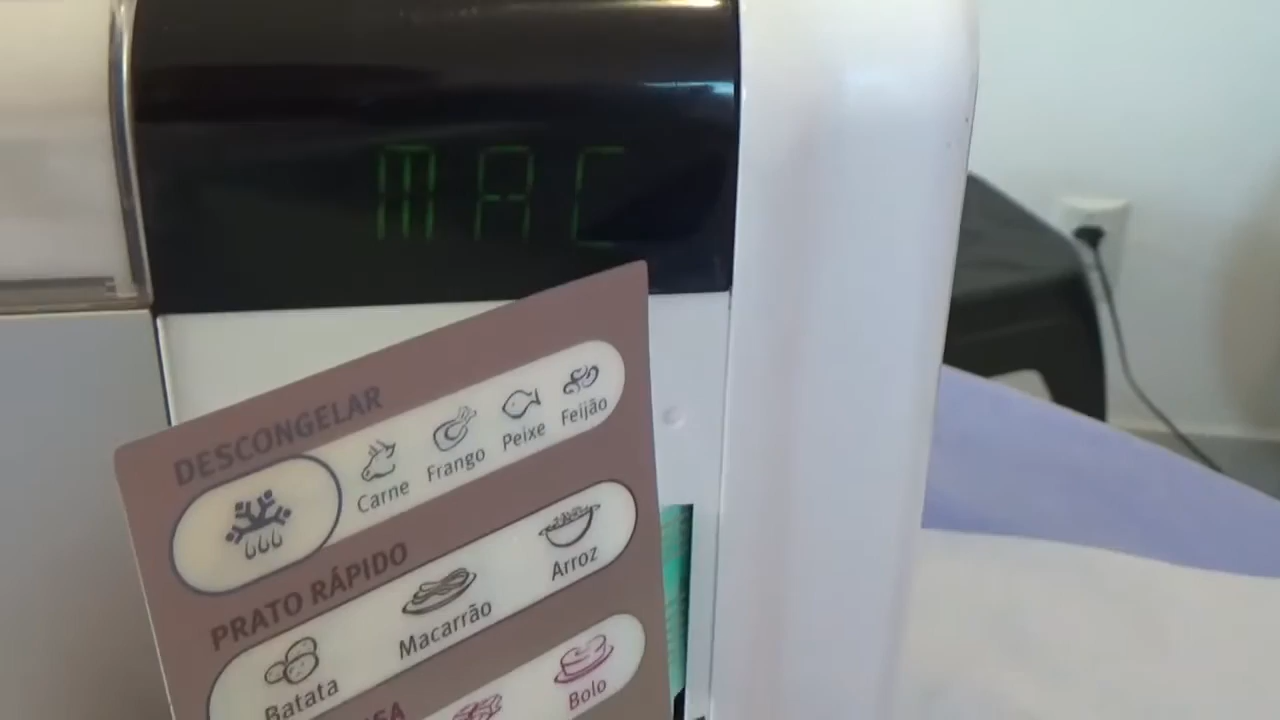 MAC
DESCONGELAR
Carne Frango Peixe Feijão
PRATO RÁPIDO
Batata Macarrão Arroz
Bolo